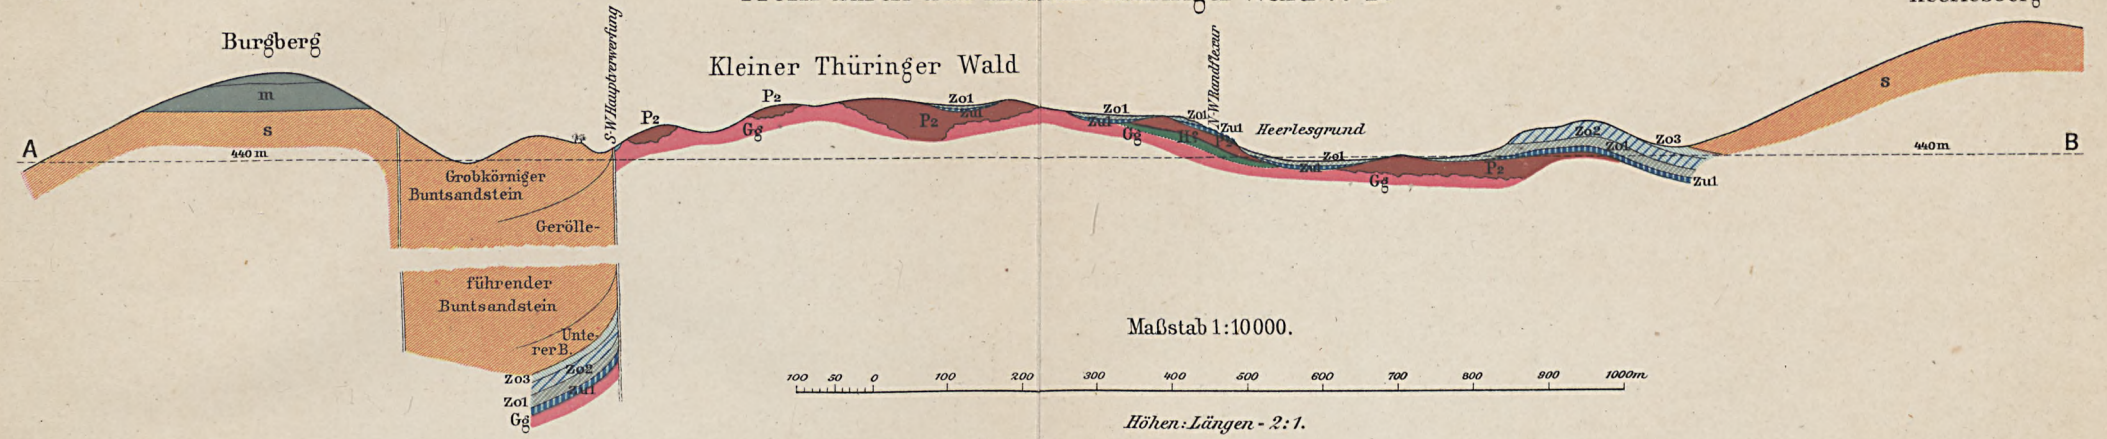 Burgberg
m
s
A
440 m
Grobkörniger
Buntsandstein
Gerölle-
führender
Buntsandstein
Unte-
rer B.
Zo3
Zo2
Zu1
Zo1
Gg
S-W Hauptverwerfung
Kleiner Thüringer Wald
P2
P2
Gg
P2
Zo1
Zu1
Zo1
Zu1
Gg
Zo1
N-W Randflexur
Zu1
Heerlesgrund
Zo1
Zu1
Gg
P2
Zo2
Zo1
Zo3
Zu1
s
440 m
B
Maßstab 1:10000.
100 50 0 100 200 300 400 500 600 700 800 900 1000m.
Höhen: Längen - 2:1.